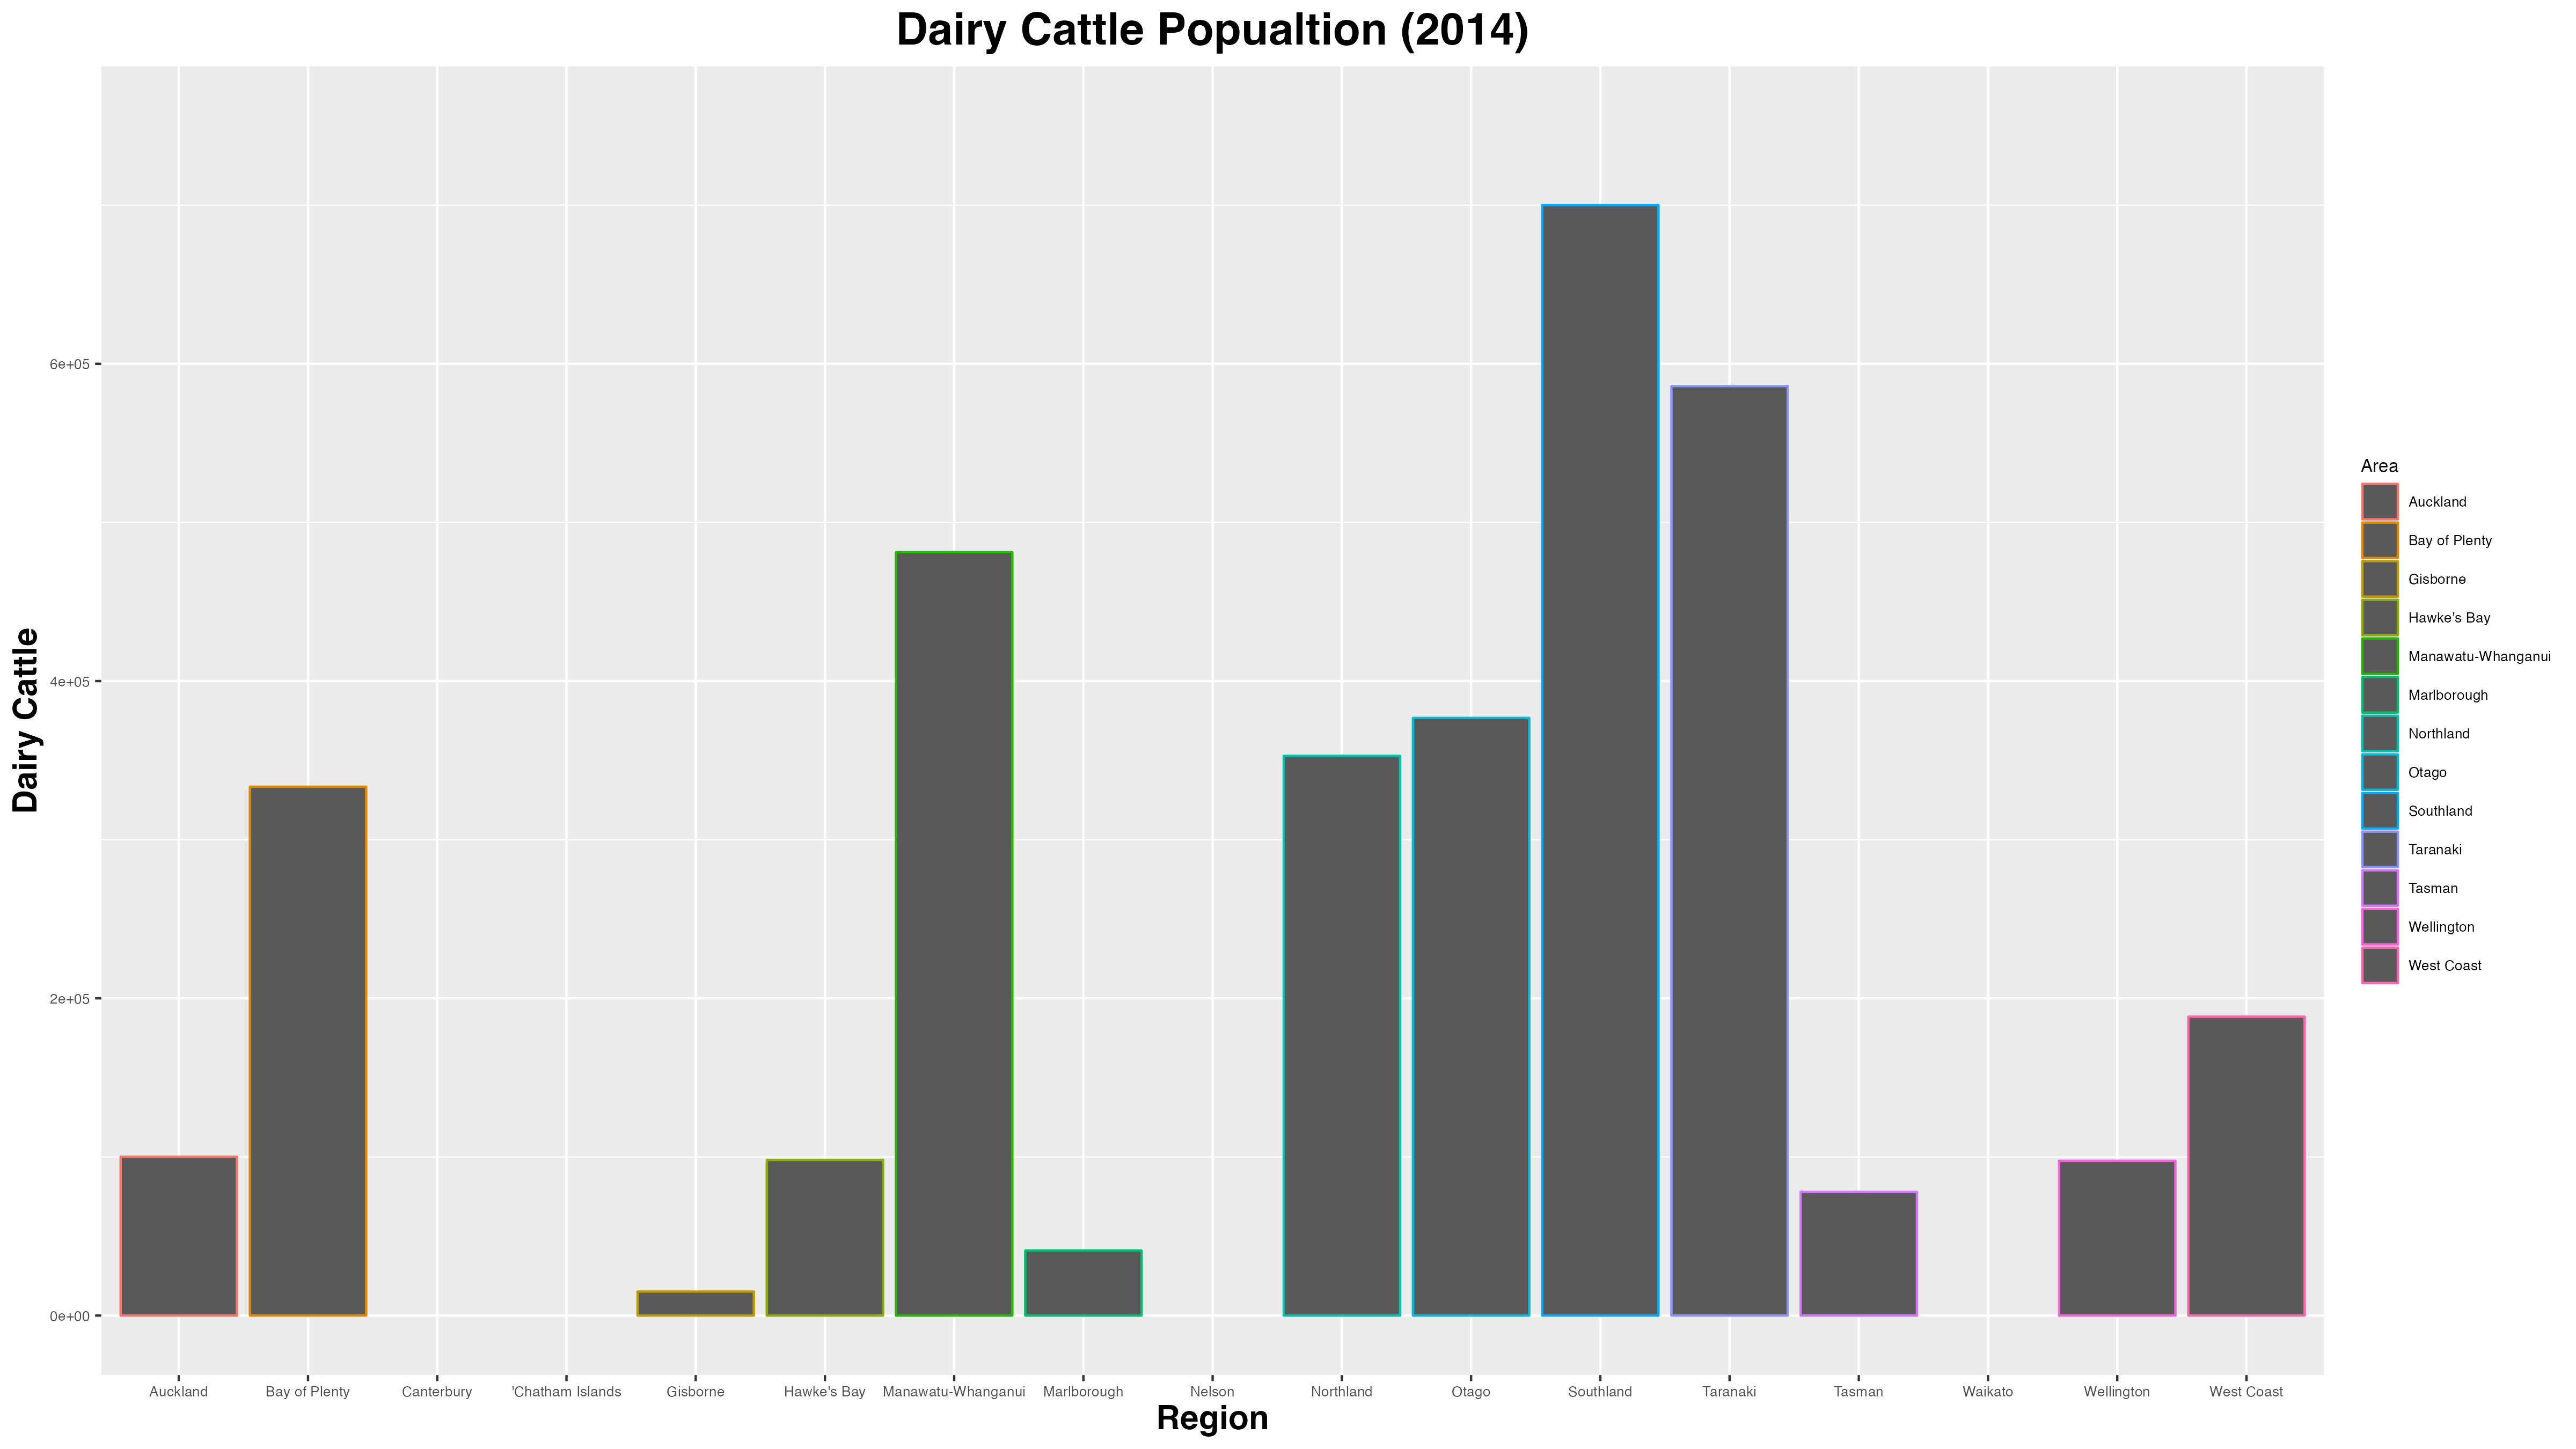 Dairy Cattle Popualtion (2014)
Dairy Cattle
6e+05
4e+05
2e+05
0e+00
Auckland
Bay of Plenty
Canterbury
'Chatham Islands
Gisborne
Hawke's Bay
Manawatu-Whanganui
Marlborough
Nelson
Northland
Otago
Southland
Taranaki
Tasman
Waikato
Wellington
West Coast
Region
Area
Auckland
Bay of Plenty
Gisborne
Hawke's Bay
Manawatu-Whanganui
Marlborough
Northland
Otago
Southland
Taranaki
Tasman
Wellington
West Coast